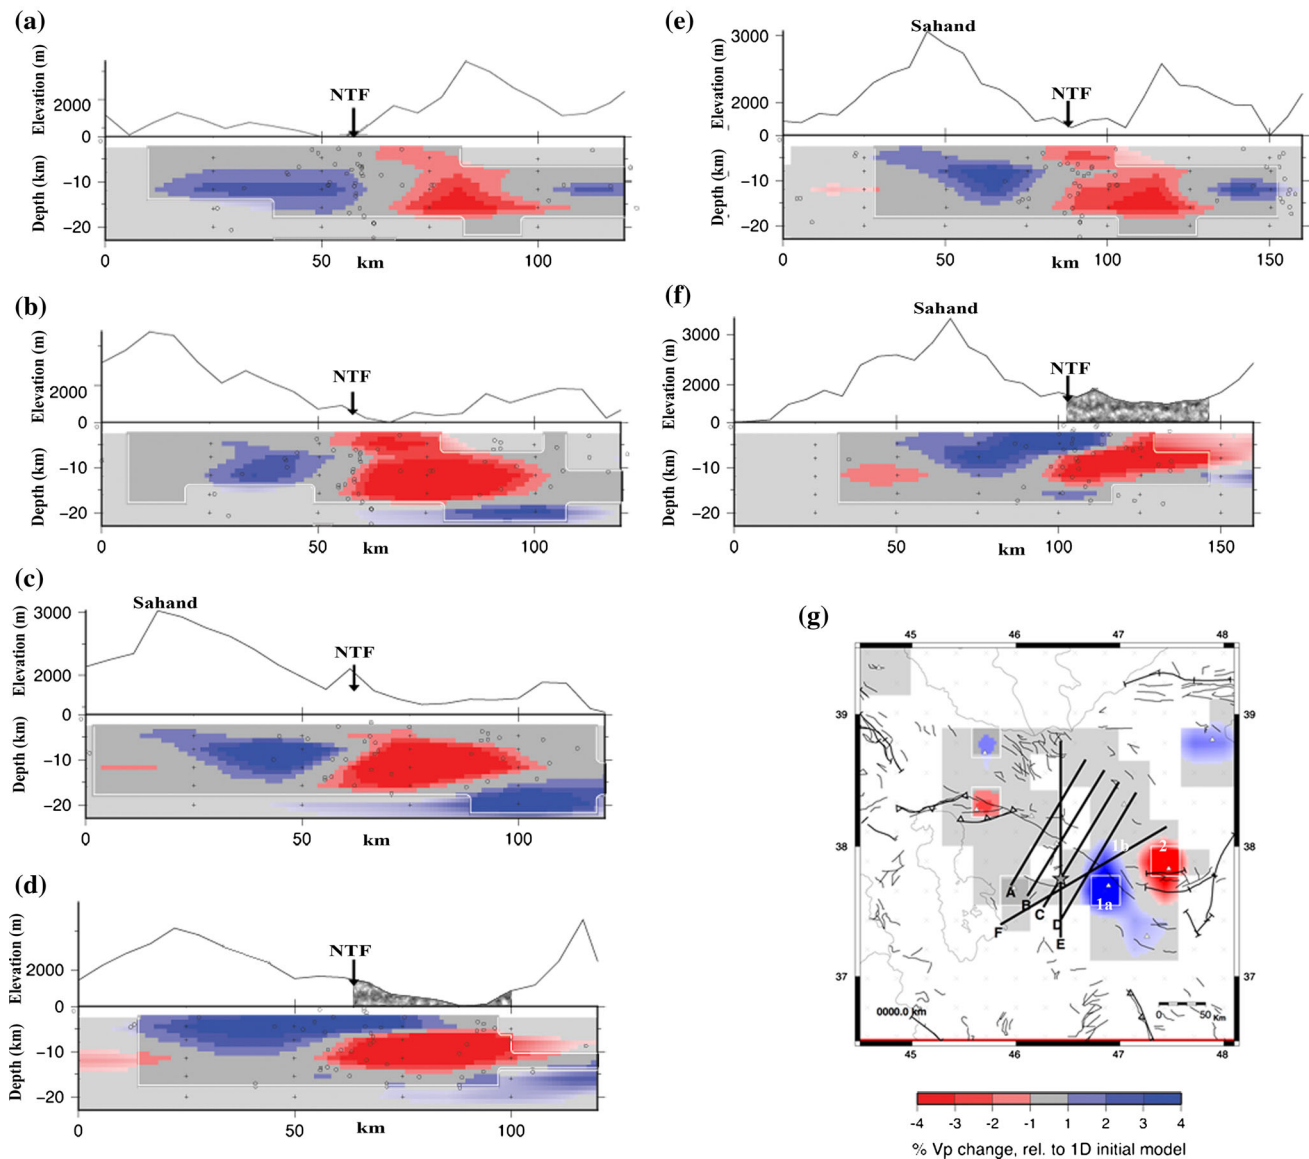 (a)
Elevation (m)
2000
0
NTF
Depth (km)
-10
-20
0
50
km
100
(b)
Elevation (m)
2000
0
NTF
Depth (km)
-10
-20
0
50
km
100
(c)
Sahand
Elevation (m)
3000
2000
0
NTF
Depth (km)
-10
-20
0
50
km
100
(d)
Elevation (m)
2000
0
NTF
Depth (km)
-10
-20
0
50
km
100
(e)
Sahand
Elevation (m)
3000
2000
0
NTF
Depth (km)
-10
-20
0
50
km
100
150
(f)
Sahand
Elevation (m)
3000
2000
0
NTF
Depth (km)
-10
-20
0
50
km
100
150
(g)
45 46 47 48
39 39
38 38
37 37
1b
2
1a
A
B
C
D
E
F
0000.0 km
0 50 Km
45 46 47 48
-4 -3 -2 -1 1 2 3 4
% Vp change, rel. to 1D initial model